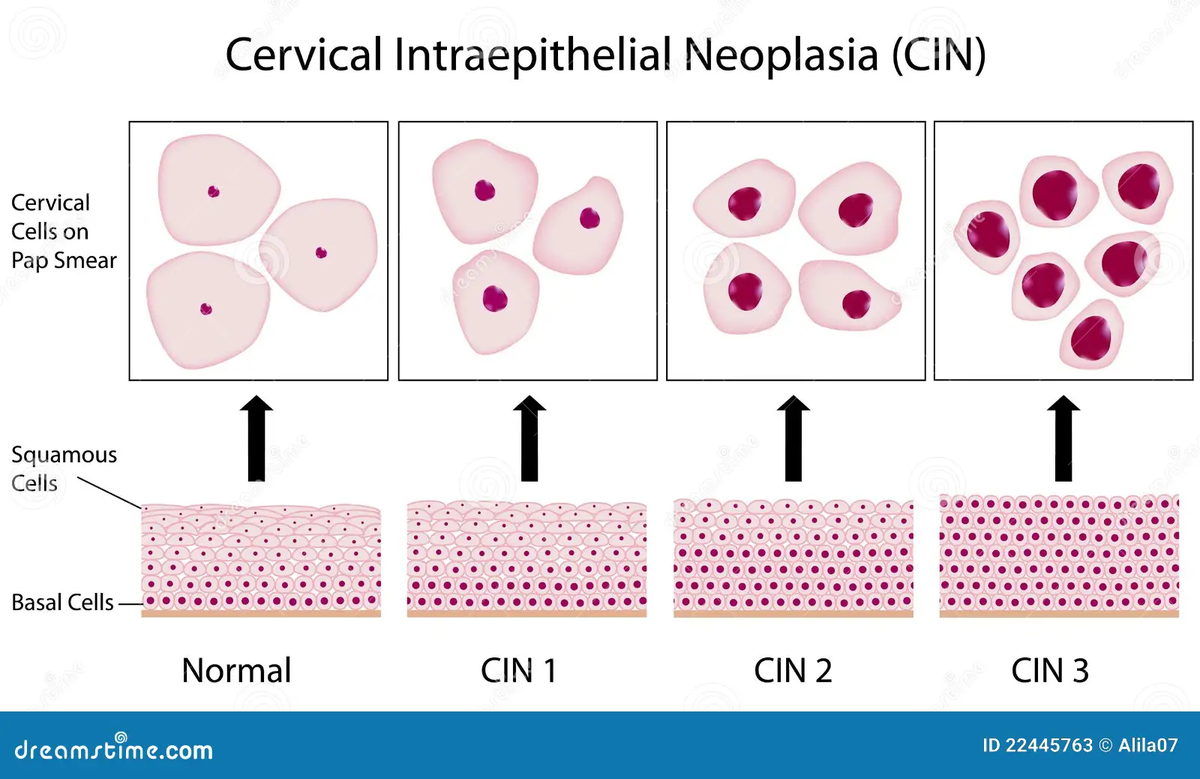 Cervical Intraepithelial Neoplasia (CIN)
Cervical
Cells on
Pap Smear
Squamous
Cells
Basal Cells
Normal
CIN 1
CIN 2
CIN 3
dreamstime.com
ID 22445763 © Alila07